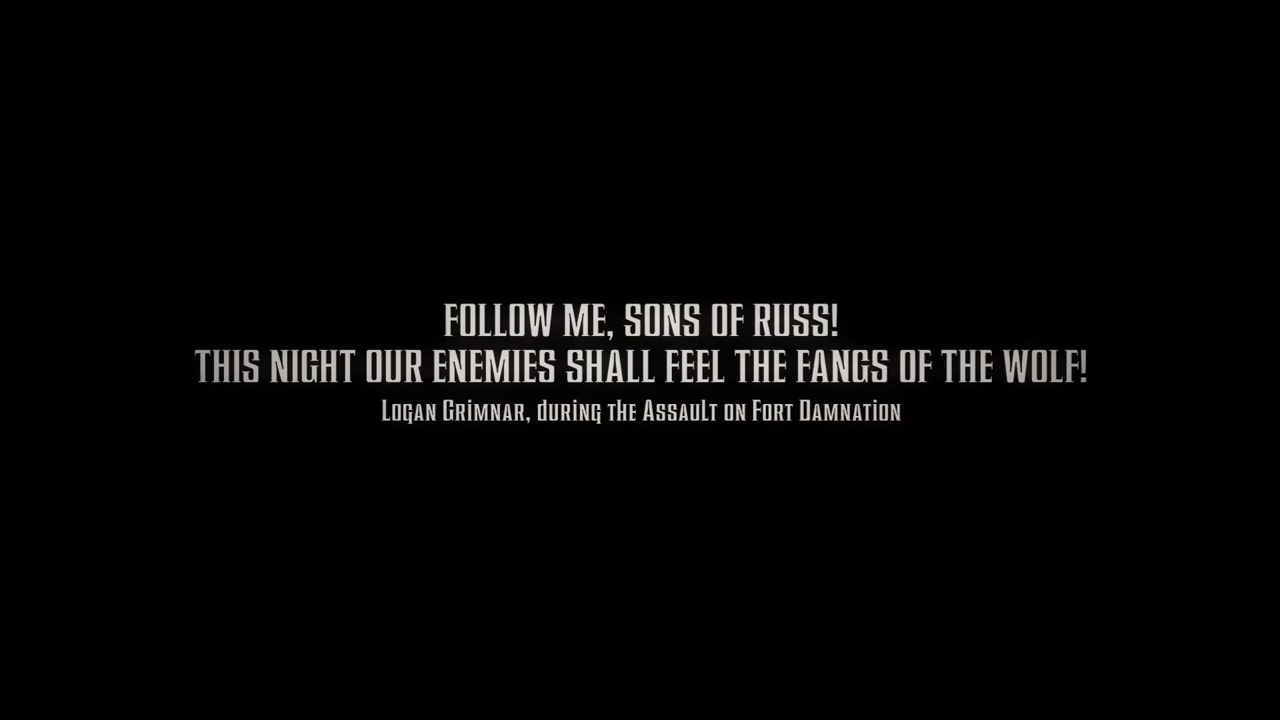 FOLLOW ME, SONS OF RUSS!
THIS NIGHT OUR ENEMIES SHALL FEEL THE FANGS OF THE WOLF!
Logan Grimnar, during the Assault on Fort Damnation